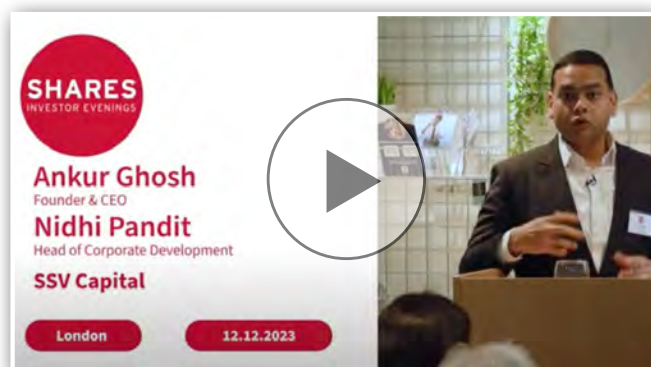 SHARES
INVESTOR EVENINGS
Ankur Ghosh
Founder & CEO
Nidhi Pandit
Head of Corporate Development
SSV Capital
London
12.12.2023